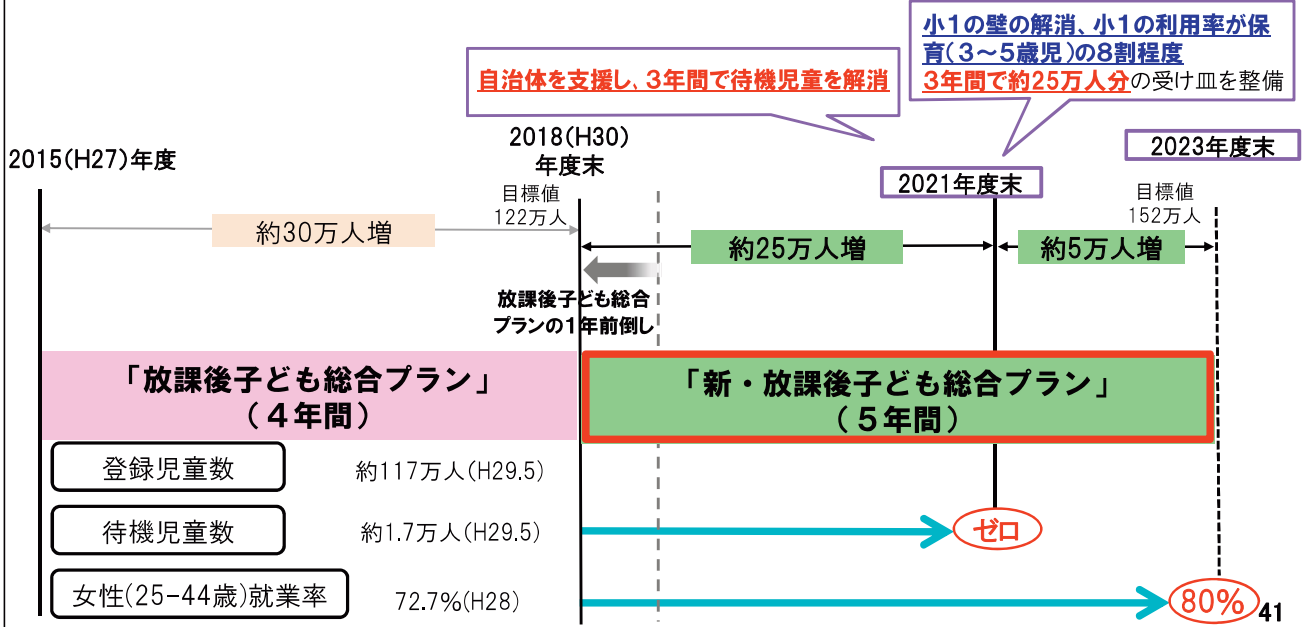 小1の壁の解消、小1の利用率が保
育(3~5歳児)の8割程度
3年間で約25万人分の受け皿を整備
自治体を支援し、3年間で待機児童を解消
2015(H27)年度
2018(H30)
年度末
2021年度末
2023年度末
目標値
122万人
目標値
152万人
約30万人増
約25万人増
約5万人増
放課後子ども総合
プランの1年前倒し
「放課後子ども総合プラン」
(4年間)
「新・放課後子ども総合プラン」
(5年間)
登録児童数
約117万人(H29.5)
待機児童数
約1.7万人(H29.5)
ゼロ
女性(25-44歳)就業率
72.7%(H28)
80%
41